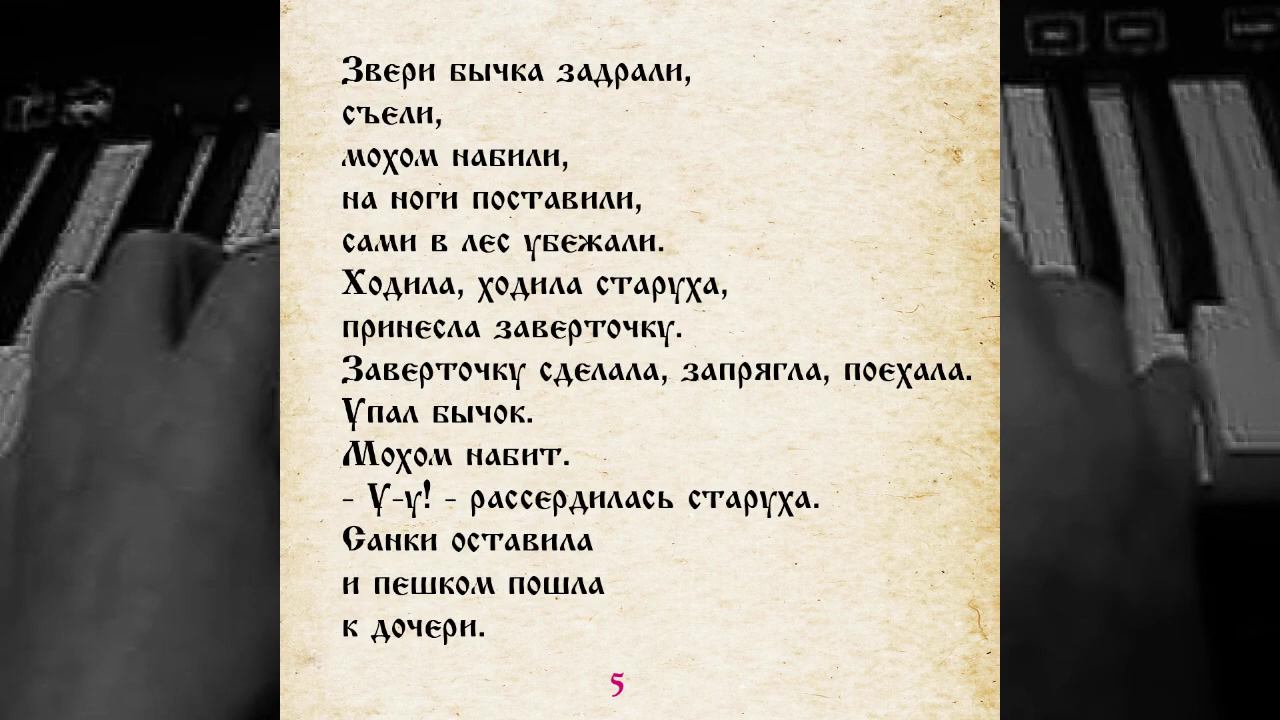 Звери бычка задрали,
съели,
мохом набили,
на ноги поставили,
сами в лес убежали.
Ходила, ходила старуха,
принесла заверточку.
Заверточку сделала, запрягла, поехала.
Упал бычок.
Мохом набит.
- У-у! - рассердилась старуха.
Санки оставила
и пешком пошла
к дочери.
5